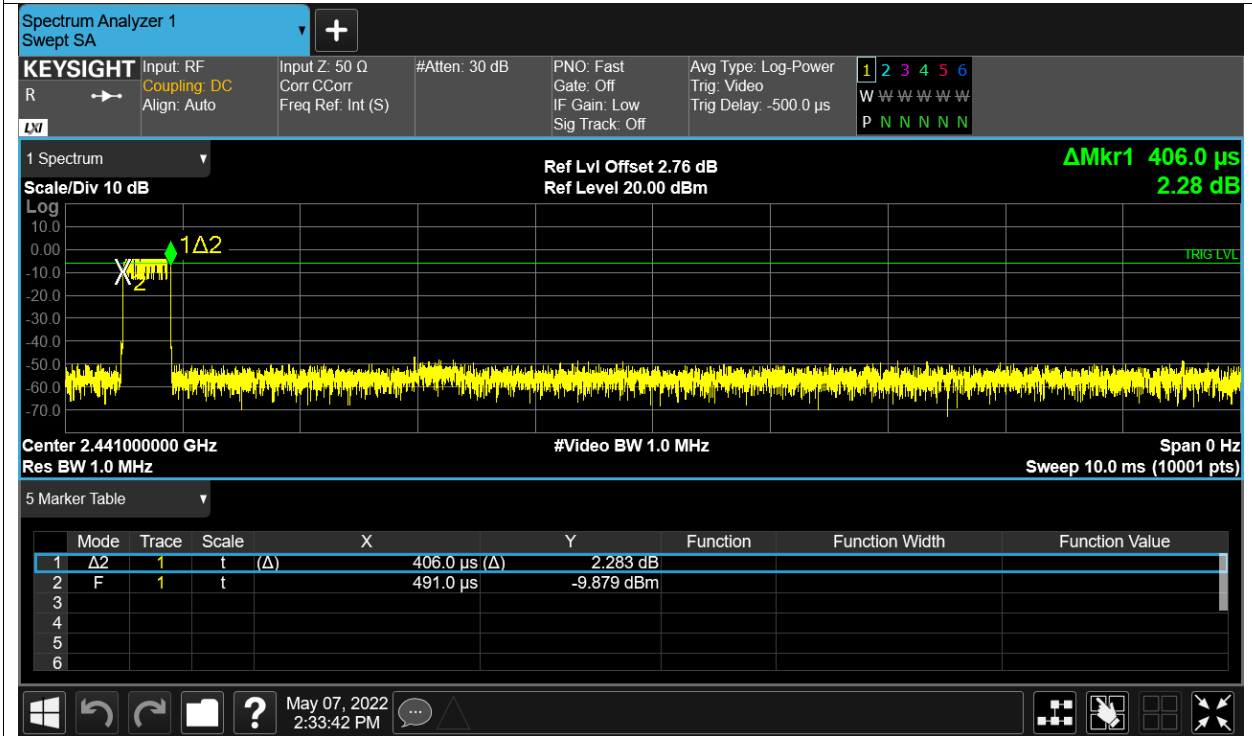 Spectrum Analyzer 1
Swept SA
+
KEYSIGHT Input: RF Input Z: 50 Ω #Atten: 30 dB PNO: Fast Avg Type: Log-Power 1 2 3 4 5 6
R Coupling: DC Corr CCorr Gate: Off Trig: Video W W W W W W
Align: Auto Freq Ref: Int (S) IF Gain: Low Trig Delay: -500.0 µs P N N N N N
LXI Sig Track: Off
1 Spectrum Ref Lvl Offset 2.76 dB ΔMkr1 406.0 µs
Scale/Div 10 dB Ref Level 20.00 dBm 2.28 dB
Log
10.0
0.00 1Δ2 TRIG LVL
-10.0 2
-20.0
-30.0
-40.0
-50.0
-60.0
-70.0
Center 2.441000000 GHz #Video BW 1.0 MHz Span 0 Hz
Res BW 1.0 MHz Sweep 10.0 ms (10001 pts)
5 Marker Table
Mode Trace Scale X Y Function Function Width Function Value
1 Δ2 1 t (Δ) 406.0 µs (Δ) 2.283 dB
2 F 1 t 491.0 µs -9.879 dBm
3
4
5
6
? May 07, 2022
2:33:42 PM